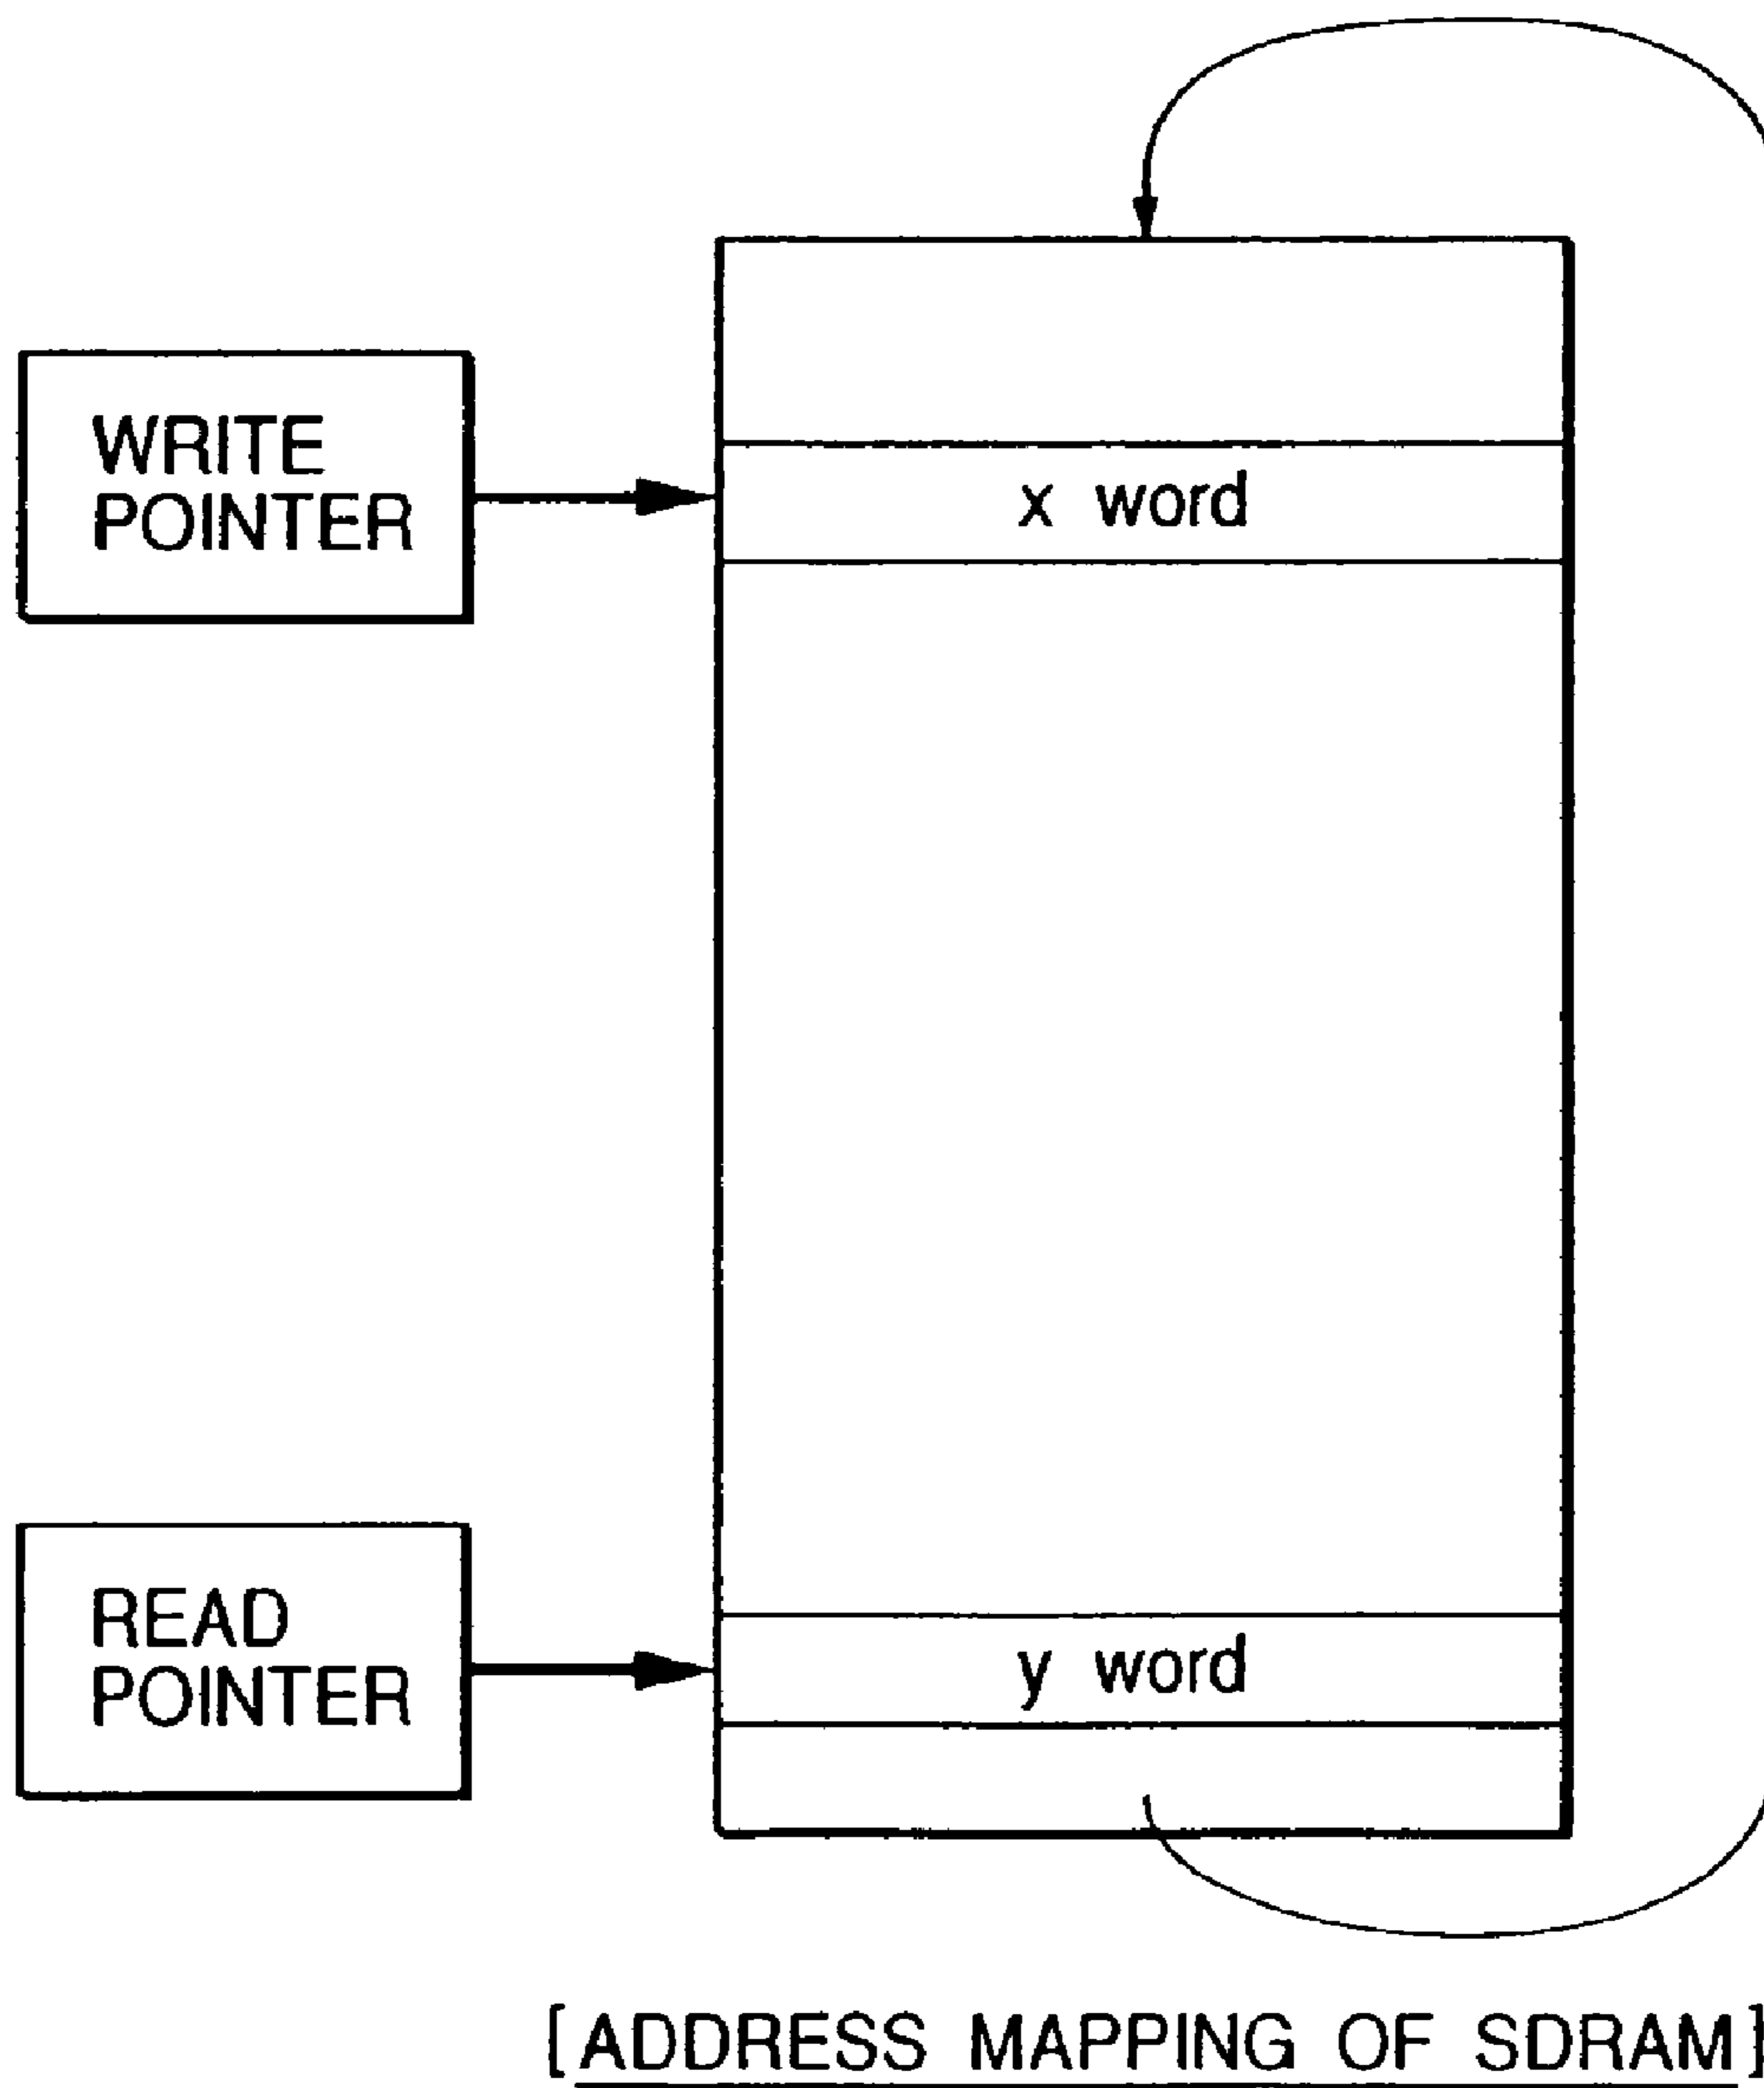 WRITE
POINTER
x word
READ
POINTER
y word
[ADDRESS MAPPING OF SDRAM]